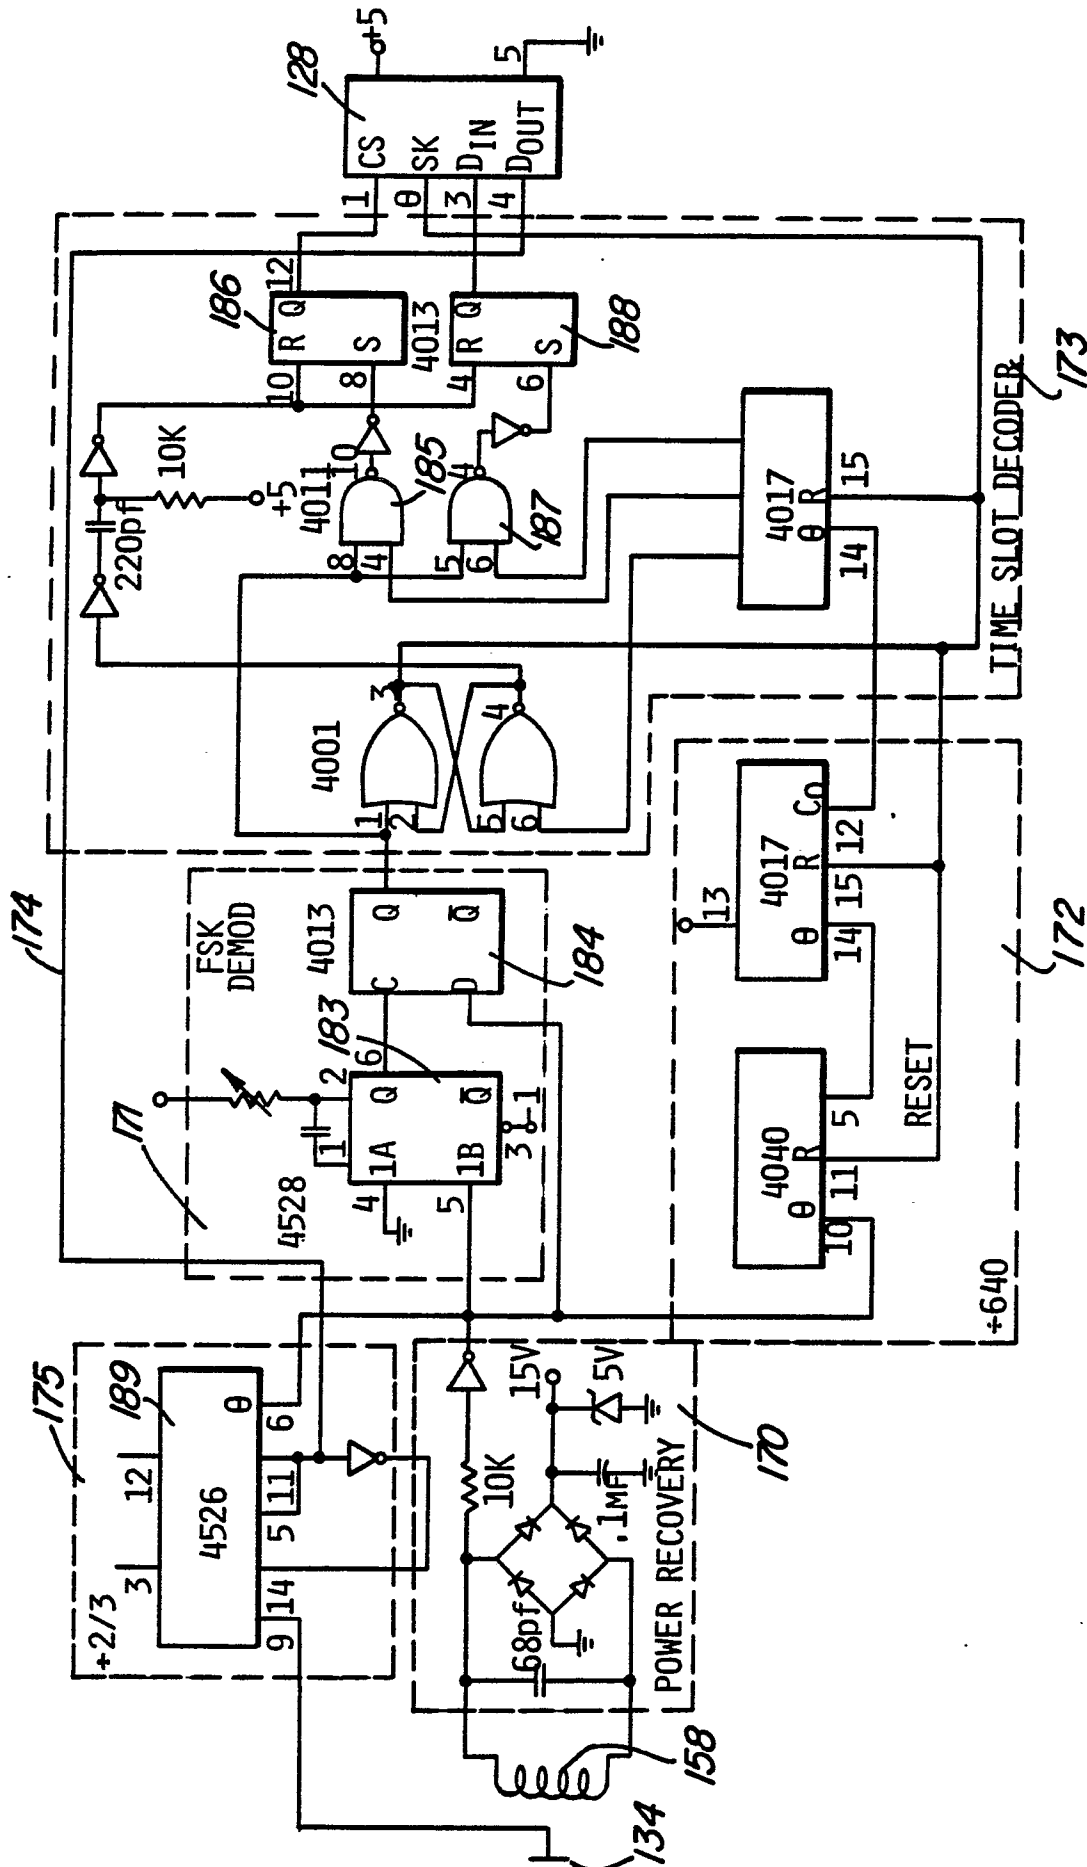 174
171
FSK
DEMOD
4528
1
2
4
5
1A
1B
Q
Q̅
3
1
183
6
4013
C
D
Q
Q̅
184
4001
1
2
3
5
6
4
220pf
10K
+5
4011
8
4
10
185
5
6
4
187
186
10
8
R
S
Q
12
4013
4
6
R
S
Q
188
128
1
θ
3
4
CS
SK
DIN
DOUT
+5
5
4017
θ
R
14
15
TIME SLOT DECODER
173
175
÷2/3
3
12
189
4526
θ
9
14
5
11
6
134
158
68pf
10K
.1MF
15V
5V
POWER RECOVERY
170
4040
θ
R
10
11
5
RESET
13
4017
θ
R
C0
14
15
12
÷640
172